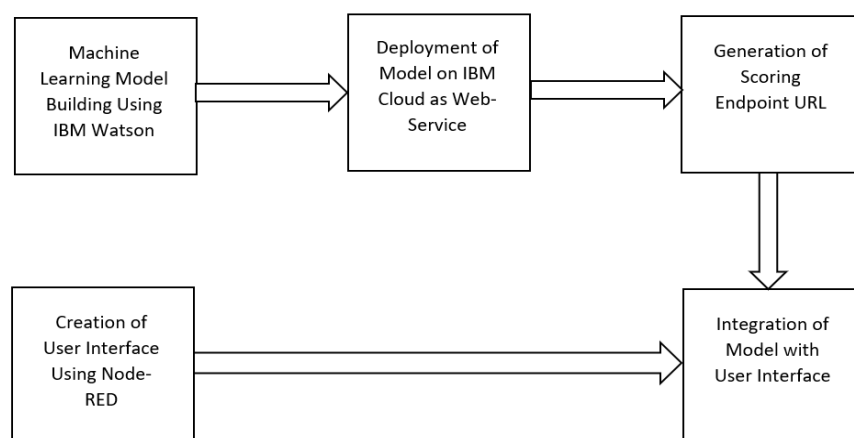 Machine
Learning Model
Building Using
IBM Watson
Deployment of
Model on IBM
Cloud as Web-
Service
Generation of
Scoring
Endpoint URL
Creation of
User Interface
Using Node-
RED
Integration of
Model with
User Interface